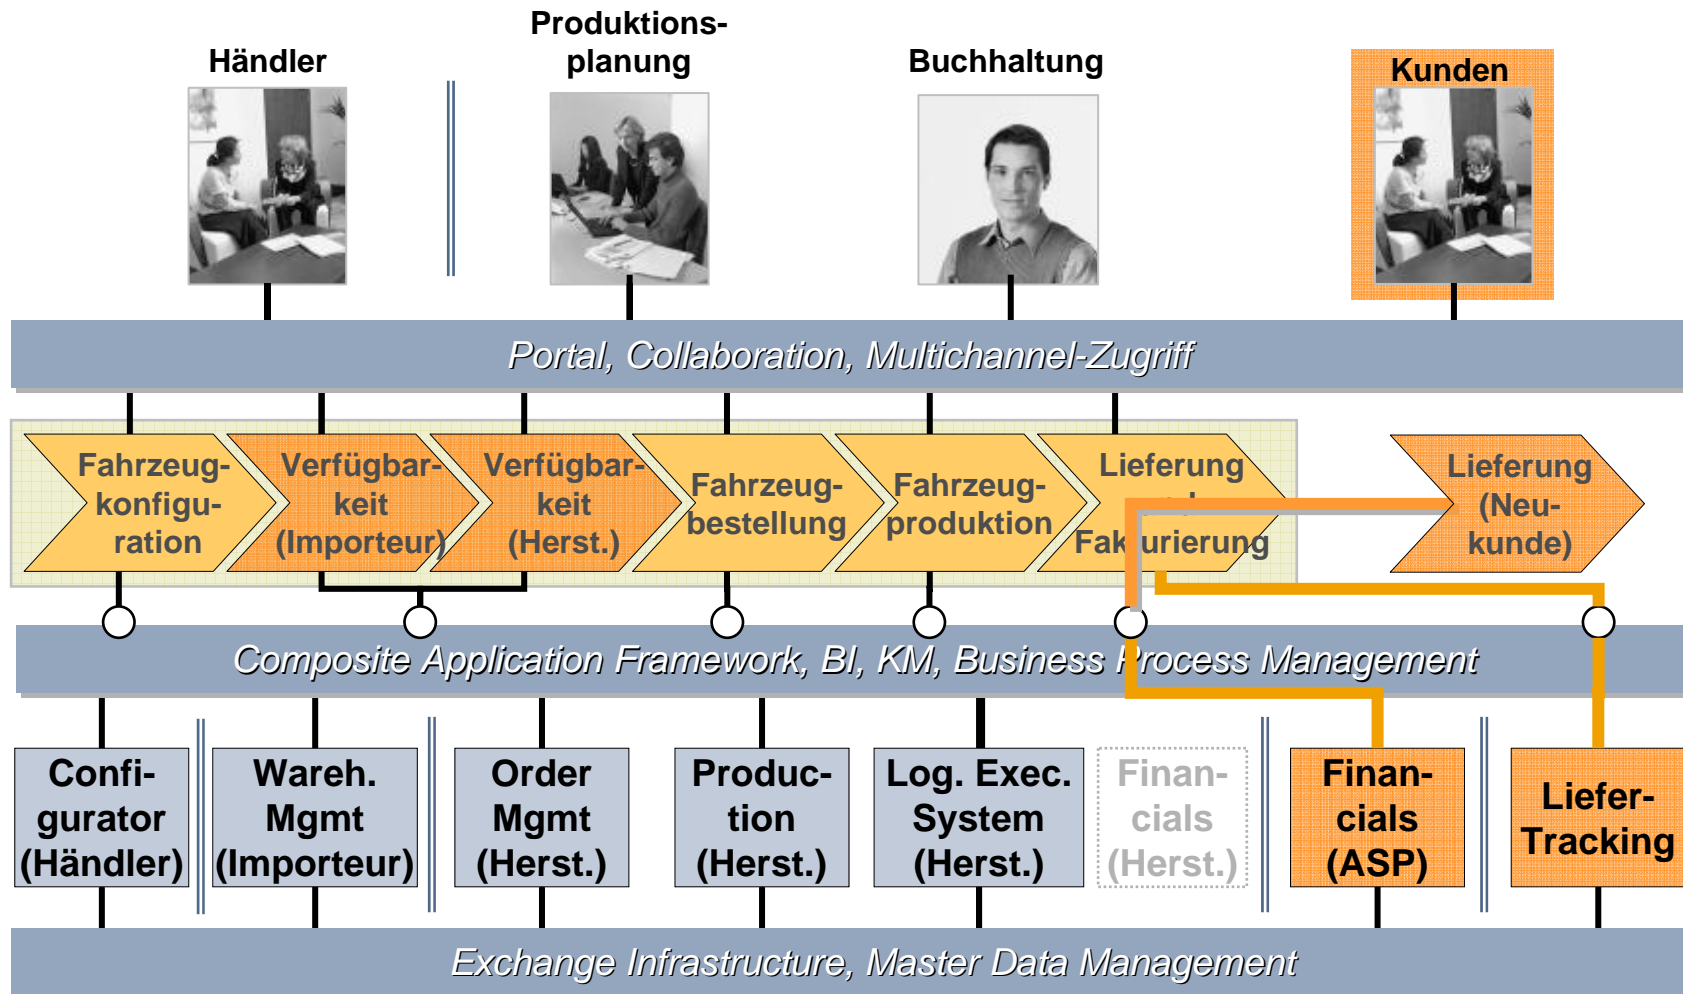 Händler
Produktions-
planung
Buchhaltung
Kunden
Portal, Collaboration, Multichannel-Zugriff
Fahrzeug-
konfigu-
ration
Verfügbar-
keit
(Importeur)
Verfügbar-
keit
(Herst.)
Fahrzeug-
bestellung
Fahrzeug-
produktion
Lieferung
Fakturierung
Lieferung
(Neu-
kunde)
Composite Application Framework, BI, KM, Business Process Management
Confi-
gurator
(Händler)
Wareh.
Mgmt
(Importeur)
Order
Mgmt
(Herst.)
Produc-
tion
(Herst.)
Log. Exec.
System
(Herst.)
Finan-
cials
(Herst.)
Finan-
cials
(ASP)
Liefer-
Tracking
Exchange Infrastructure, Master Data Management